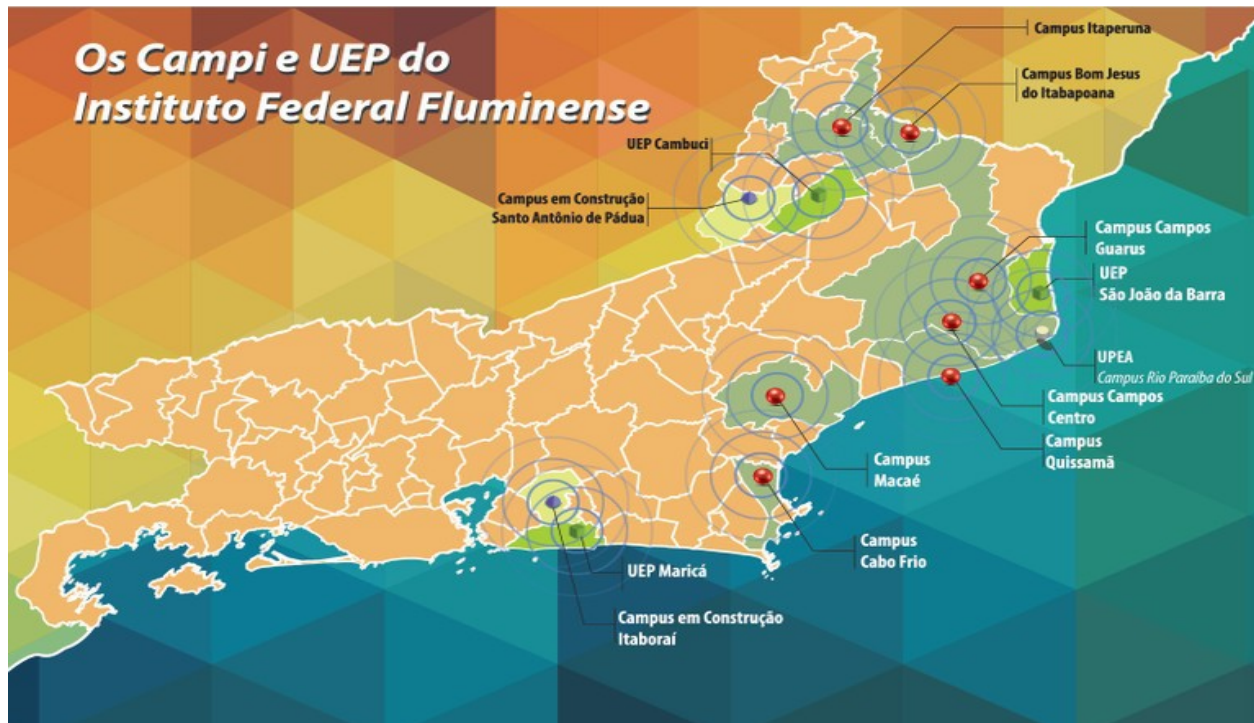 Os Campi e UEP do
Instituto Federal Fluminense
Campus Itaperuna
Campus Bom Jesus
do Itabapoana
UEP Cambuci
Campus em Construção
Santo Antônio de Pádua
Campus Campos
Guarus
UEP
São João da Barra
UPEA
Campus Rio Paraíba do Sul
Campus Campos
Centro
Campus
Quissamã
Campus
Macaé
Campus
Cabo Frio
UEP Maricá
Campus em Construção
Itaboraí